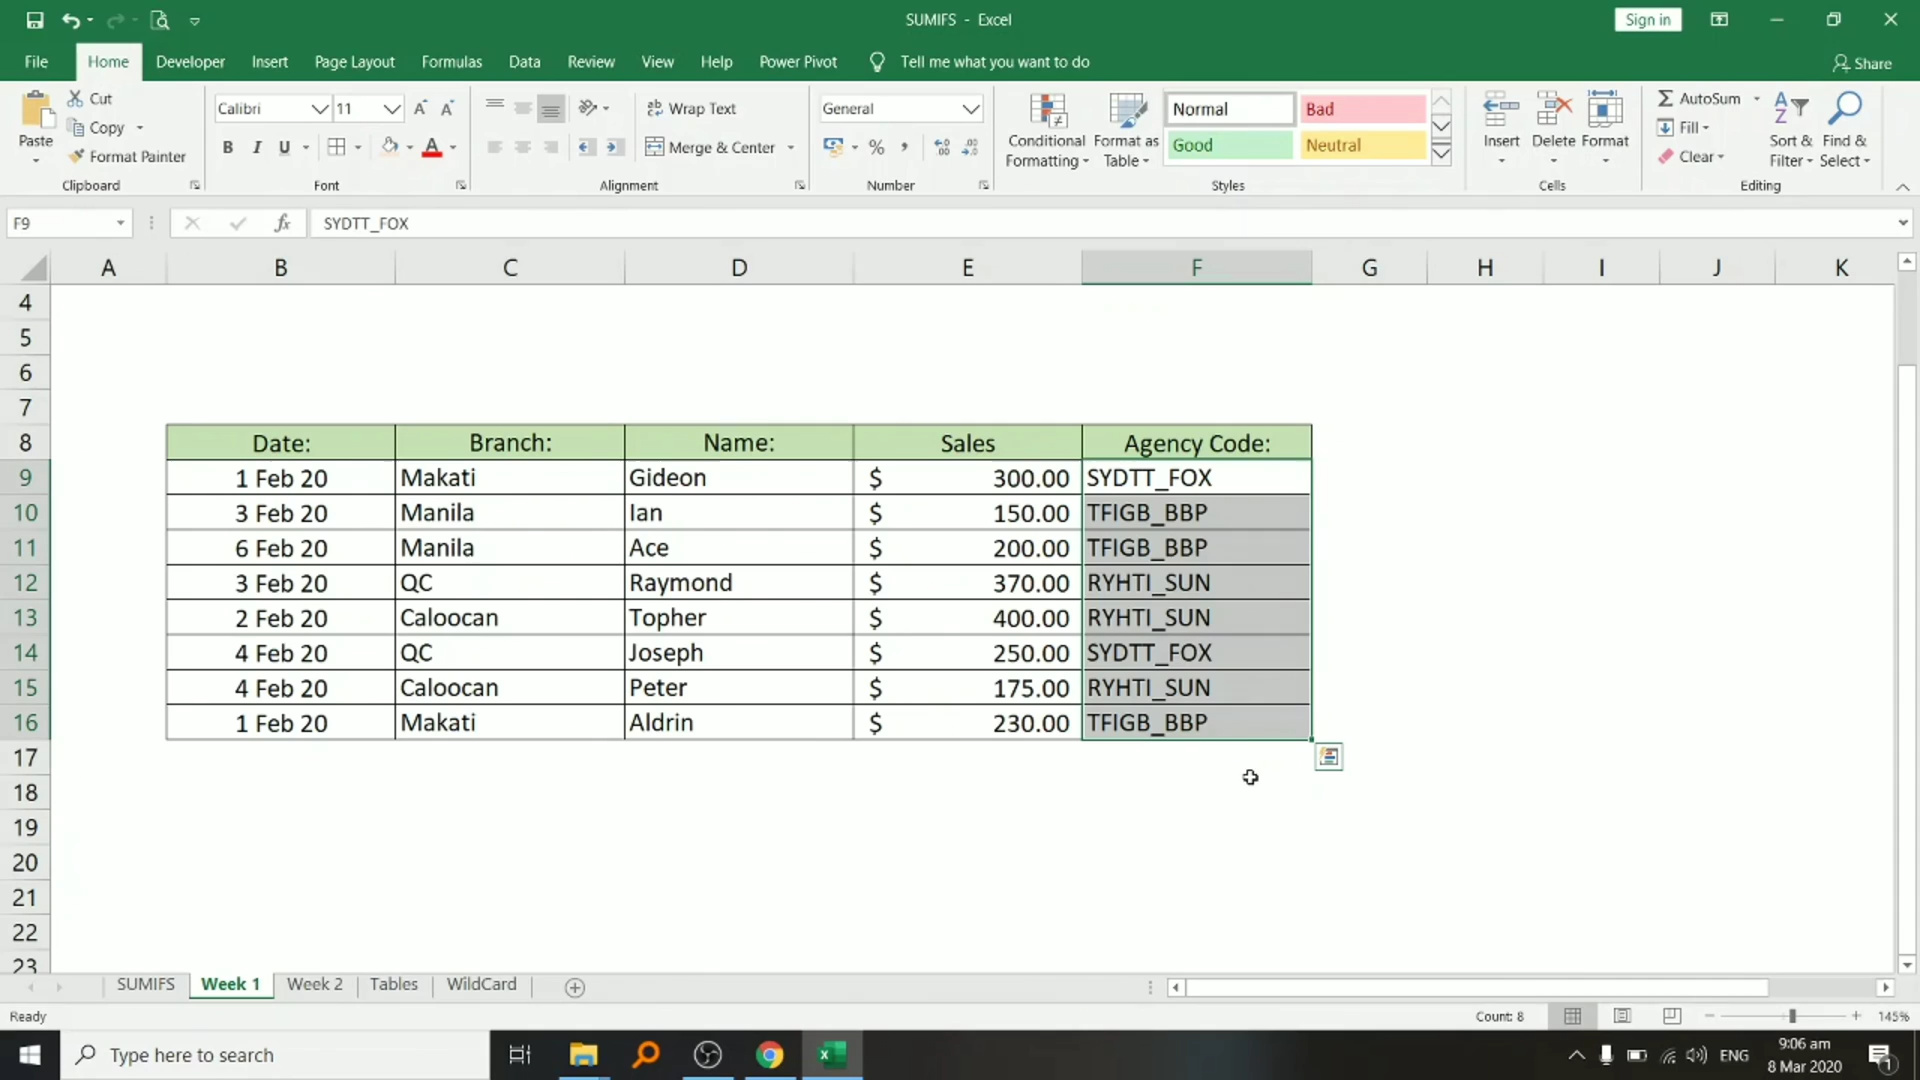 SUMIFS - Excel
Sign in
File Home Developer Insert Page Layout Formulas Data Review View Help Power Pivot Tell me what you want to do Share
Paste
Cut
Copy
Format Painter
Clipboard
Calibri 11
B I U
Font
Wrap Text
Merge & Center
Alignment
General
Number
Conditional Formatting
Format as Table
Normal Bad
Good Neutral
Styles
Insert Delete Format
Cells
AutoSum
Fill
Clear
Sort & Filter
Find & Select
Editing
F9 fx SYDTT_FOX
A B C D E F G H I J K
4
5
6
7
8 Date: Branch: Name: Sales Agency Code:
9 1 Feb 20 Makati Gideon $ 300.00 SYDTT_FOX
10 3 Feb 20 Manila Ian $ 150.00 TFIGB_BBP
11 6 Feb 20 Manila Ace $ 200.00 TFIGB_BBP
12 3 Feb 20 QC Raymond $ 370.00 RYHTI_SUN
13 2 Feb 20 Caloocan Topher $ 400.00 RYHTI_SUN
14 4 Feb 20 QC Joseph $ 250.00 SYDTT_FOX
15 4 Feb 20 Caloocan Peter $ 175.00 RYHTI_SUN
16 1 Feb 20 Makati Aldrin $ 230.00 TFIGB_BBP
17
18
19
20
21
22
23
SUMIFS Week 1 Week 2 Tables WildCard
Ready Count: 8 145%
Type here to search
ENG
9:06 am
8 Mar 2020
1